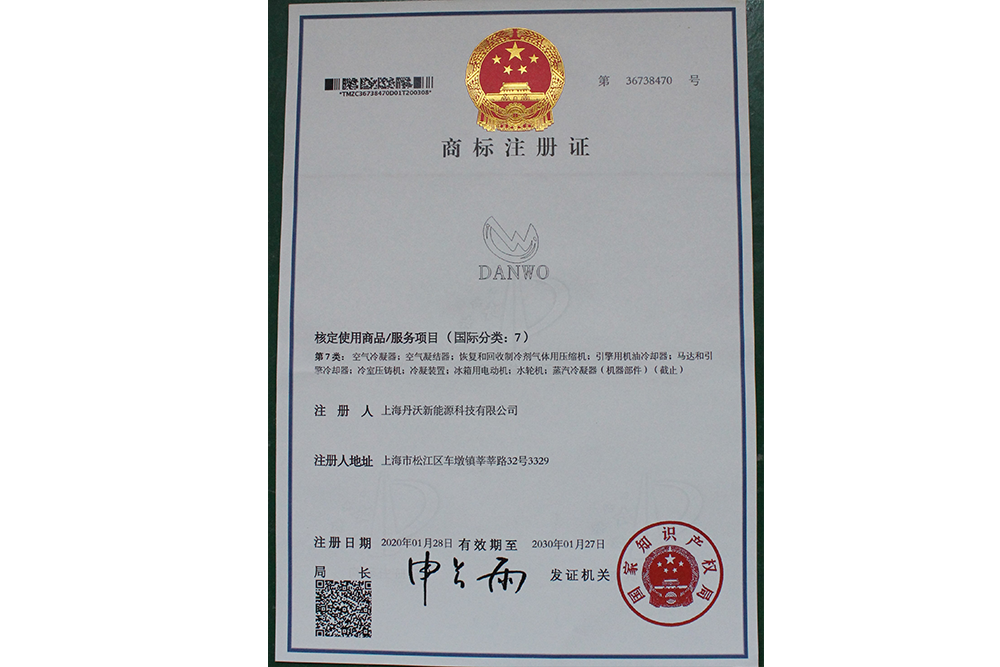 第 36738470 号
*TMZC36738470D01T200308*
商标注册证
DANWO
核定使用商品/服务项目（国际分类：7）
第7类：空气冷凝器；空气凝结器；恢复和回收制冷剂气体用压缩机；引擎用机油冷却器；马达和引
擎冷却器；冷室压铸机；冷凝装置；冰箱用电动机；水轮机；蒸汽冷凝器（机器部件）（截止）
注册人 上海丹沃新能源科技有限公司
注册人地址 上海市松江区车墩镇莘莘路32号3329
注册日期 2020年01月28日 有效期至 2030年01月27日
局长 申长雨 发证机关
国家知识产权局